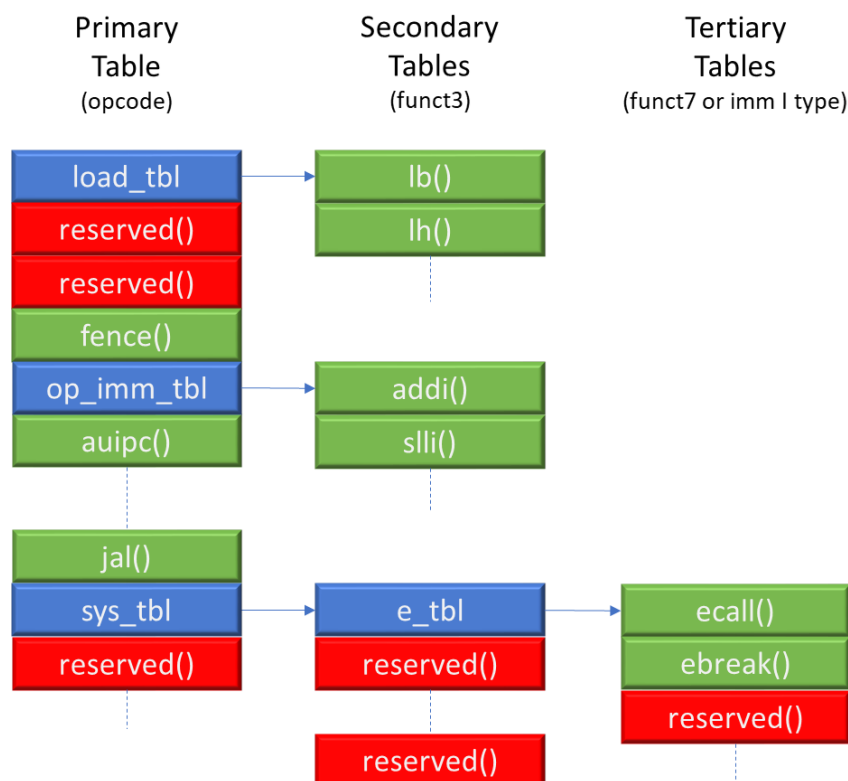 Primary
Table
(opcode)
Secondary
Tables
(funct3)
Tertiary
Tables
(funct7 or imm I type)
load_tbl
lb()
reserved()
lh()
reserved()
fence()
op_imm_tbl
addi()
auipc()
slli()
jal()
sys_tbl
e_tbl
ecall()
reserved()
reserved()
ebreak()
reserved()
reserved()